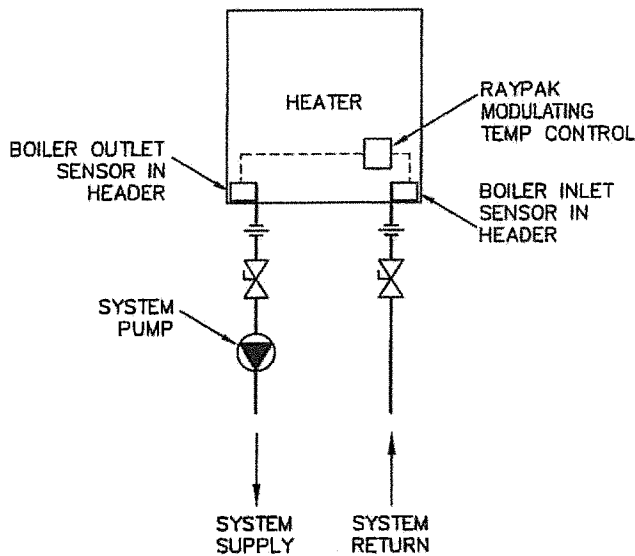 HEATER
RAYPAK
MODULATING
TEMP CONTROL
BOILER OUTLET
SENSOR IN
HEADER
BOILER INLET
SENSOR IN
HEADER
SYSTEM
PUMP
SYSTEM
SUPPLY
SYSTEM
RETURN